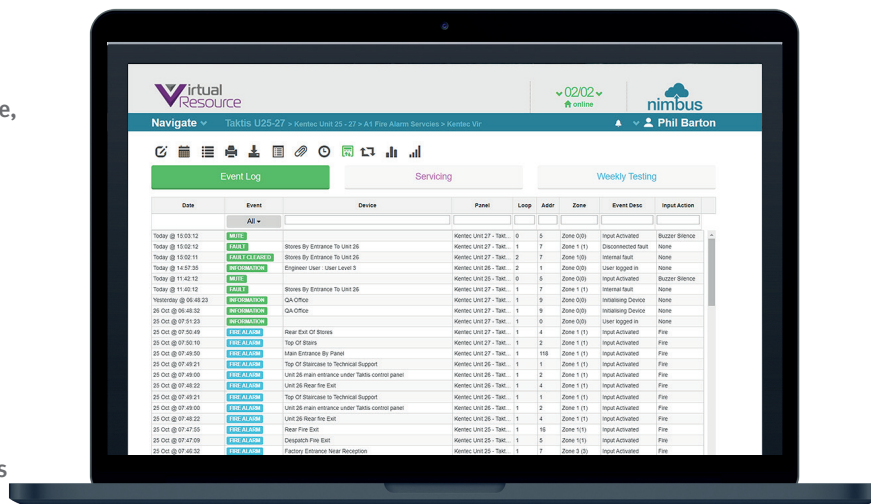 e,
s
Virtual
Resource
02/02
online
nimbus
Navigate Taktis U25-27 > Kentec Unit 25 - 27 > A1 Fire Alarm Servcies > Kentec Vir Phil Barton
Event Log Servicing Weekly Testing
Date Event Device Panel Loop Addr Zone Event Desc Input Action
All
Today @ 15:03:12 MUTE Kentec Unit 27 - Takt... 0 5 Zone 0(0) Input Activated Buzzer Silence
Today @ 15:02:12 FAULT Stores By Entrance To Unit 26 Kentec Unit 27 - Takt... 1 7 Zone 1 (1) Disconnected fault None
Today @ 15:02:11 FAULT CLEARED Stores By Entrance To Unit 26 Kentec Unit 27 - Takt... 2 7 Zone 1(0) Internal fault None
Today @ 14:57:35 INFORMATION Engineer User : User Level 3 Kentec Unit 26 - Takt... 2 1 Zone 0(0) User logged in None
Today @ 11:42:12 MUTE Kentec Unit 25 - Takt... 0 5 Zone 0(0) Input Activated Buzzer Silence
Today @ 11:40:12 FAULT Stores By Entrance To Unit 26 Kentec Unit 27 - Takt... 1 7 Zone 1 (1) Internal fault None
Yesterday @ 06:48:23 INFORMATION QA Office Kentec Unit 27 - Takt... 1 9 Zone 0(0) Initialising Device None
26 Oct @ 06:48:32 INFORMATION QA Office Kentec Unit 27 - Takt... 1 9 Zone 0(0) Initialising Device None
25 Oct @ 07:51:23 INFORMATION Kentec Unit 27 - Takt... 1 0 Zone 0(0) User logged in None
25 Oct @ 07:50:49 FIRE ALARM Rear Exit Of Stores Kentec Unit 27 - Takt... 1 4 Zone 1 (1) Input Activated Fire
25 Oct @ 07:50:10 FIRE ALARM Top Of Stairs Kentec Unit 27 - Takt... 1 2 Zone 1 (1) Input Activated Fire
25 Oct @ 07:49:50 FIRE ALARM Main Entrance By Panel Kentec Unit 27 - Takt... 1 118 Zone 1 (1) Input Activated Fire
25 Oct @ 07:49:21 FIRE ALARM Top Of Staircase to Technical Support Kentec Unit 26 - Takt... 1 1 Zone 1 (1) Input Activated Fire
25 Oct @ 07:49:00 FIRE ALARM Unit 26 main entrance under Taktis control panel Kentec Unit 26 - Takt... 1 2 Zone 1 (1) Input Activated Fire
25 Oct @ 07:48:22 FIRE ALARM Unit 26 Rear fire Exit Kentec Unit 26 - Takt... 1 4 Zone 1 (1) Input Activated Fire
25 Oct @ 07:49:21 FIRE ALARM Top Of Staircase to Technical Support Kentec Unit 26 - Takt... 1 1 Zone 1 (1) Input Activated Fire
25 Oct @ 07:49:00 FIRE ALARM Unit 26 main entrance under Taktis control panel Kentec Unit 26 - Takt... 1 2 Zone 1 (1) Input Activated Fire
25 Oct @ 07:48:22 FIRE ALARM Unit 26 Rear fire Exit Kentec Unit 26 - Takt... 1 4 Zone 1 (1) Input Activated Fire
25 Oct @ 07:47:55 FIRE ALARM Rear Fire Exit Kentec Unit 25 - Takt... 1 16 Zone 1(1) Input Activated Fire
25 Oct @ 07:47:09 FIRE ALARM Despatch Fire Exit Kentec Unit 25 - Takt... 1 5 Zone 1(1) Input Activated Fire
25 Oct @ 07:46:32 FIRE ALARM Factory Entrance Near Reception Kentec Unit 25 - Takt... 1 7 Zone 3 (3) Input Activated Fire